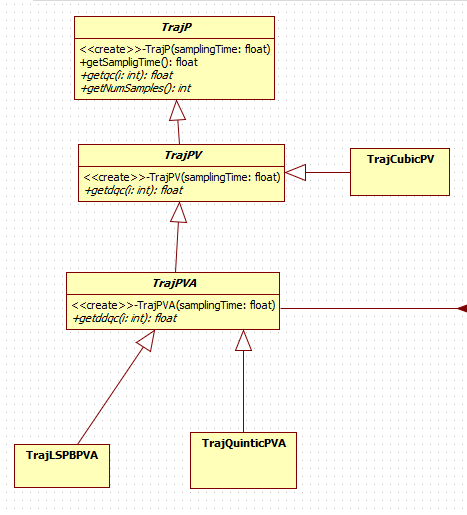 TrajP
<<create>>-TrajP(samplingTime: float)
+getSampligTime(): float
+getqc(i: int): float
+getNumSamples(): int
TrajPV
<<create>>-TrajPV(samplingTime: float)
+getdqc(i: int): float
TrajCubicPV
TrajPVA
<<create>>-TrajPVA(samplingTime: float)
+getddqc(i: int): float
TrajLSPBPVA
TrajQuinticPVA